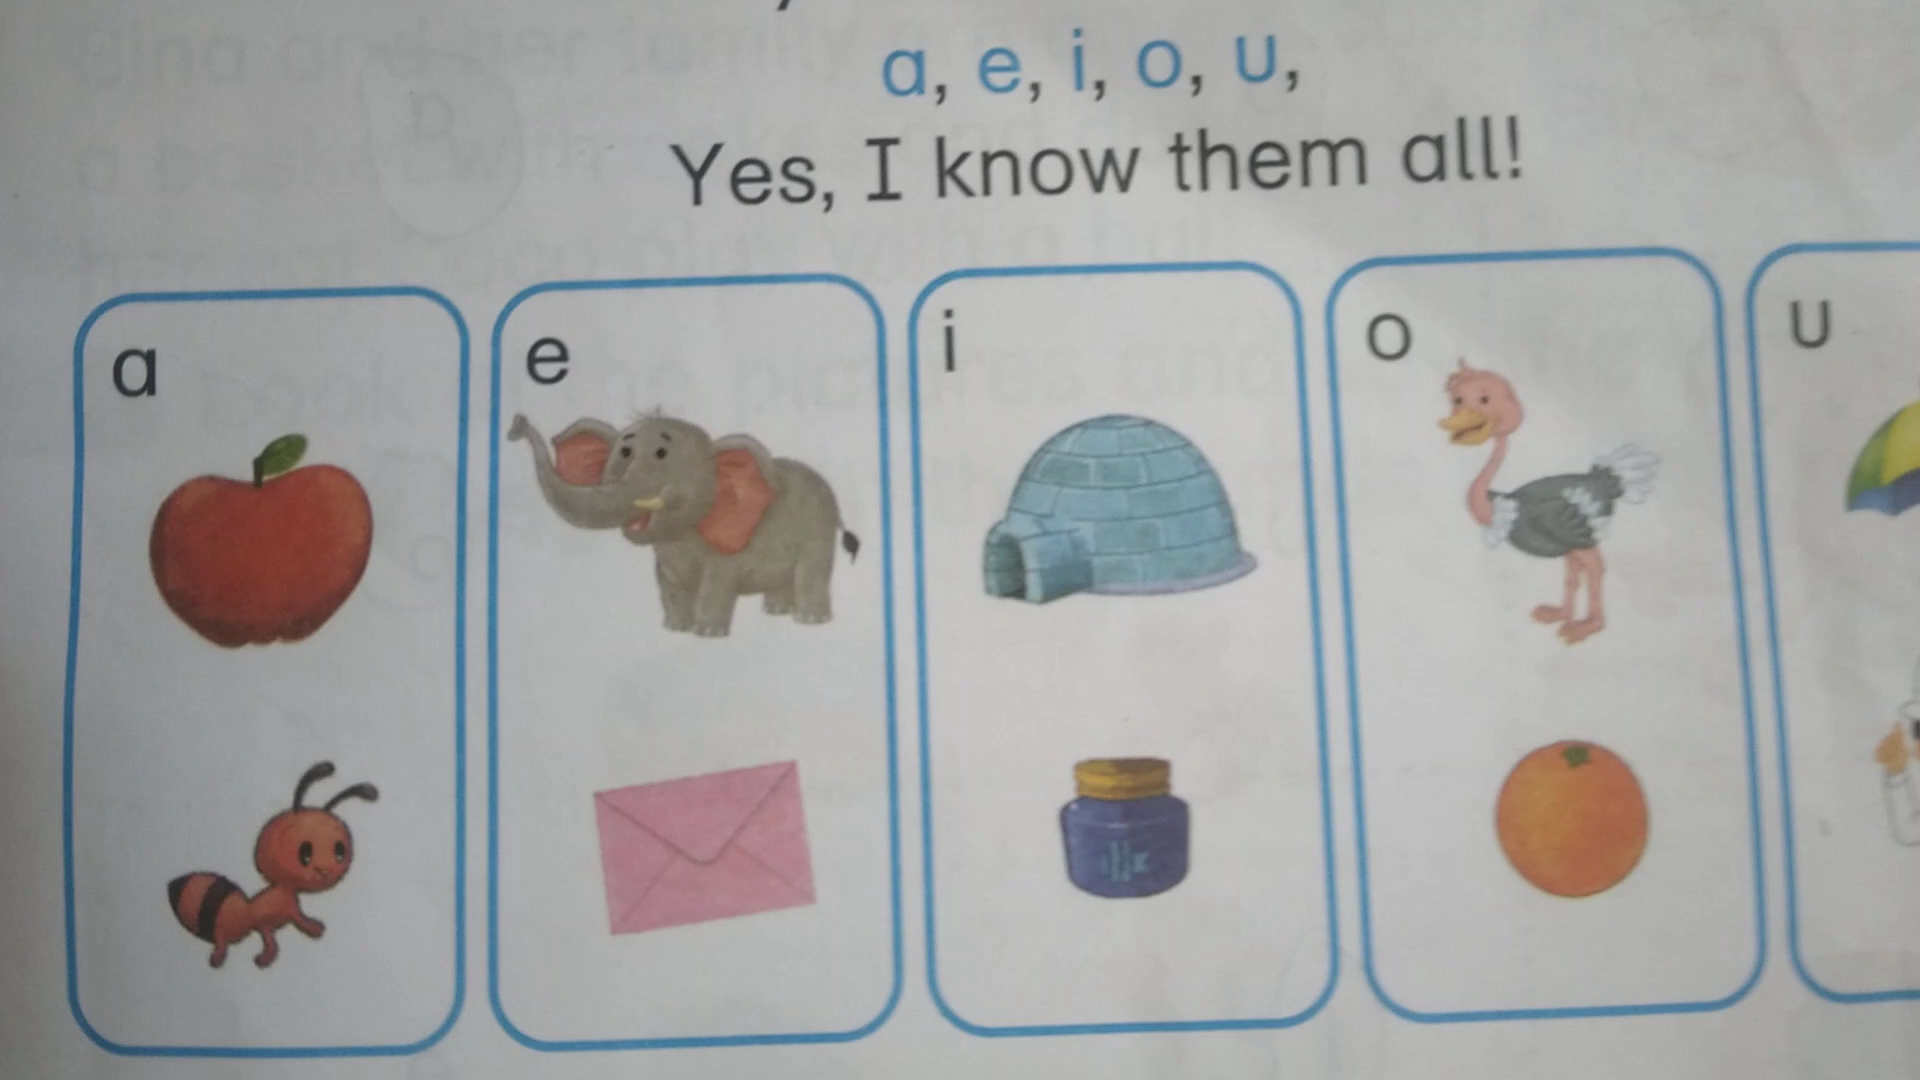 a, e, i, o, u,
Yes, I know them all!
a
e
i
o
u